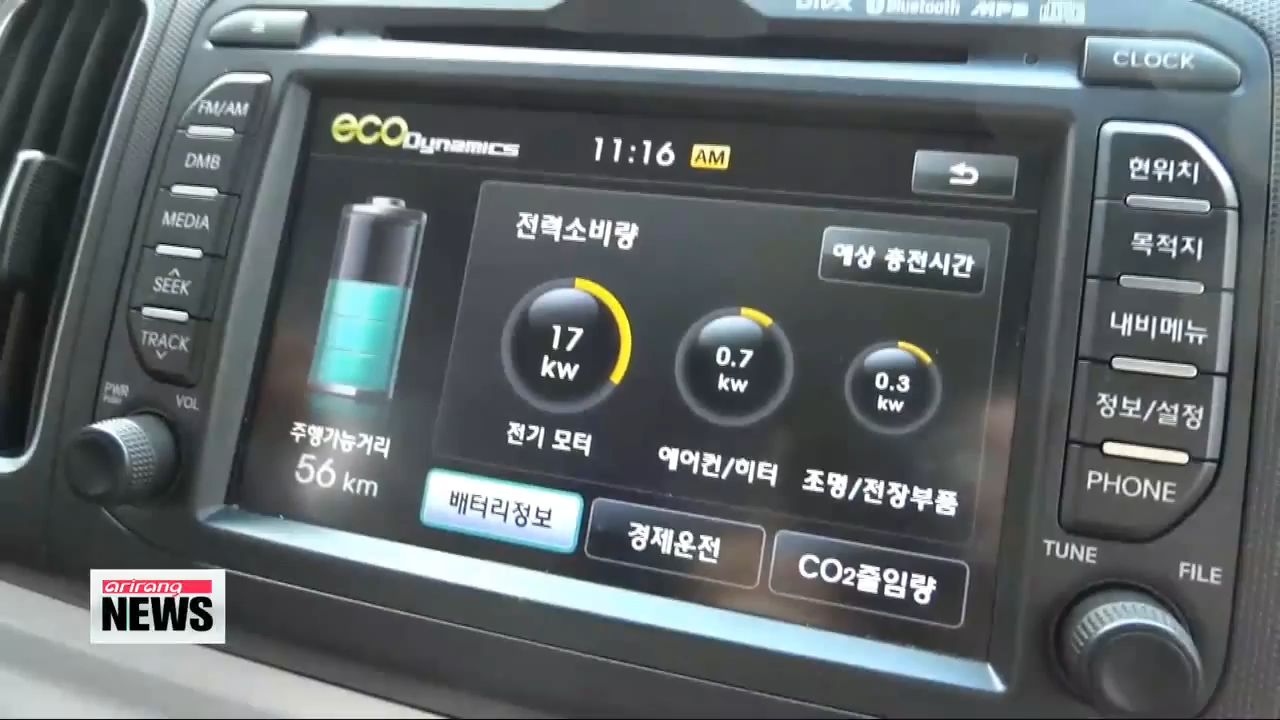 DivX Bluetooth MP3
CLOCK
FM/AM
DMB
MEDIA
SEEK
TRACK
PWR
VOL
eco Dynamics
11:16 AM
전력소비량
예상 충전시간
17
kw
0.7
kw
0.3
kw
전기 모터
에어컨/히터
조명/전장부품
주행가능거리
56 km
배터리정보
경제운전
CO2줄임량
현위치
목적지
내비메뉴
정보/설정
PHONE
TUNE
FILE
arirang
NEWS